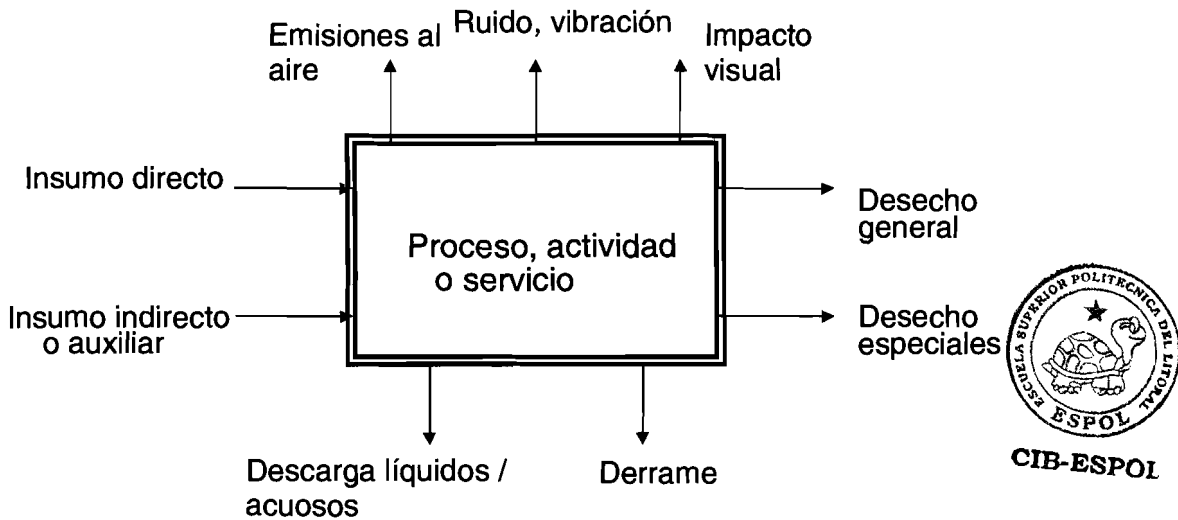 Emisiones al
aire
Ruido, vibración
Impacto
visual
Insumo directo
Insumo indirecto
o auxiliar
Proceso, actividad
o servicio
Desecho
general
Desecho
especiales
Descarga líquidos /
acuosos
Derrame
ESCUELA SUPERIOR POLITECNICA DEL LITORAL
ESPOL
CIB-ESPOL